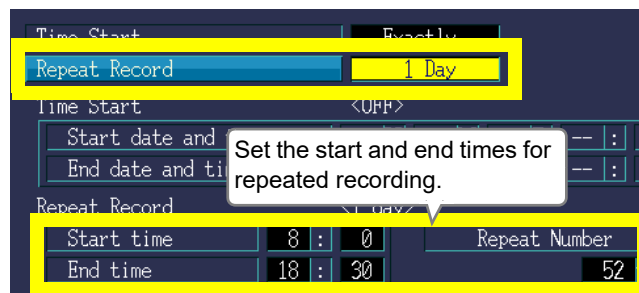 Time Start Exactly
Repeat Record 1 Day
Time Start <OFF>
Start date and -- :
End date and ti -- :
Set the start and end times for
repeated recording.
Repeat Record <1 day>
Start time 8 : 0 Repeat Number
End time 18 : 30 52